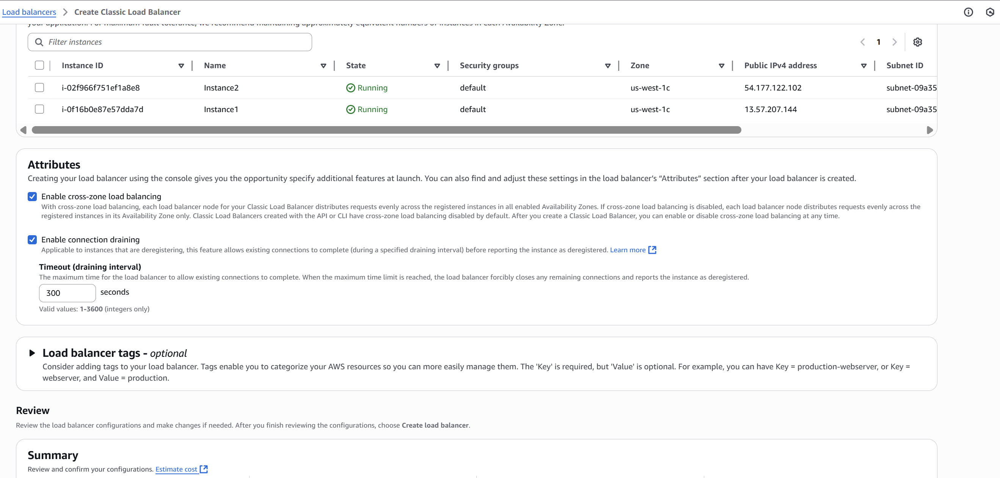 Load balancers > Create Classic Load Balancer
your application. For maximum fault tolerance, we recommend maintaining approximately equivalent numbers of instances in each Availability Zone.
Filter instances
1
Instance ID Name State Security groups Zone Public IPv4 address Subnet ID
i-02f966f751ef1a8e8 Instance2 Running default us-west-1c 54.177.122.102 subnet-09a35
i-0f16b0e87e57dda7d Instance1 Running default us-west-1c 13.57.207.144 subnet-09a35
Attributes
Creating your load balancer using the console gives you the opportunity specify additional features at launch. You can also find and adjust these settings in the load balancer’s “Attributes” section after your load balancer is created.
Enable cross-zone load balancing
With cross-zone load balancing, each load balancer node for your Classic Load Balancer distributes requests evenly across the registered instances in all enabled Availability Zones. If cross-zone load balancing is disabled, each load balancer node distributes requests evenly across the
registered instances in its Availability Zone only. Classic Load Balancers created with the API or CLI have cross-zone load balancing disabled by default. After you create a Classic Load Balancer, you can enable or disable cross-zone load balancing at any time.
Enable connection draining
Applicable to instances that are deregistering, this feature allows existing connections to complete (during a specified draining interval) before reporting the instance as deregistered. Learn more
Timeout (draining interval)
The maximum time for the load balancer to allow existing connections to complete. When the maximum time limit is reached, the load balancer forcibly closes any remaining connections and reports the instance as deregistered.
300 seconds
Valid values: 1-3600 (integers only)
Load balancer tags - optional
Consider adding tags to your load balancer. Tags enable you to categorize your AWS resources so you can more easily manage them. The 'Key' is required, but 'Value' is optional. For example, you can have Key = production-webserver, or Key =
webserver, and Value = production.
Review
Review the load balancer configurations and make changes if needed. After you finish reviewing the configurations, choose Create load balancer.
Summary
Review and confirm your configurations. Estimate cost